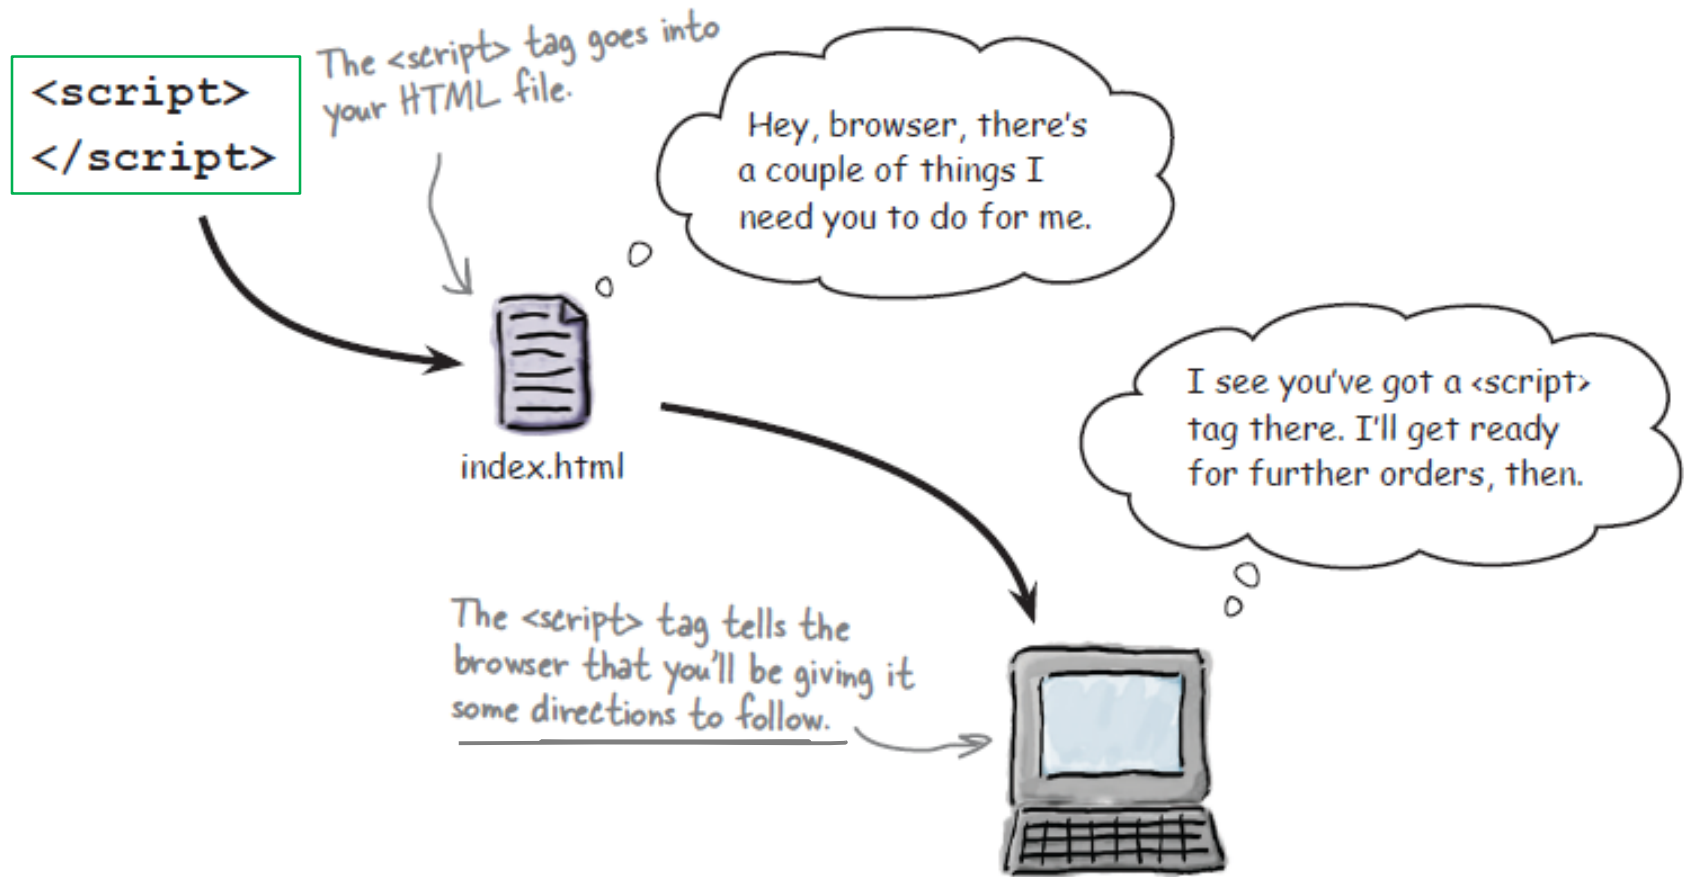 <script>
</script>
The <script> tag goes into
your HTML file.
Hey, browser, there's
a couple of things I
need you to do for me.
index.html
I see you've got a <script>
tag there. I'll get ready
for further orders, then.
The <script> tag tells the
browser that you'll be giving it
some directions to follow.